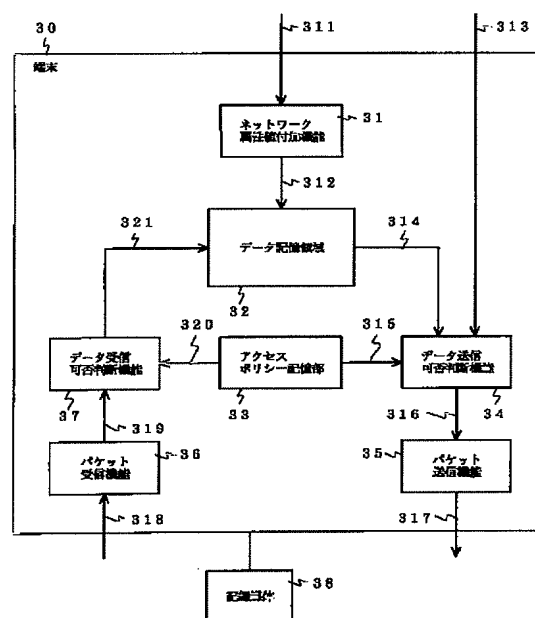 30
311
313
端末
ネットワーク
属性値付加機能
31
312
321
データ記憶領域
314
32
320
315
データ受信
可否判断機能
アクセス
ポリシー記憶部
データ送信
可否判断機能
37
33
34
319
316
パケット
受信機能
36
35
パケット
送信機能
318
317
記録媒体
38